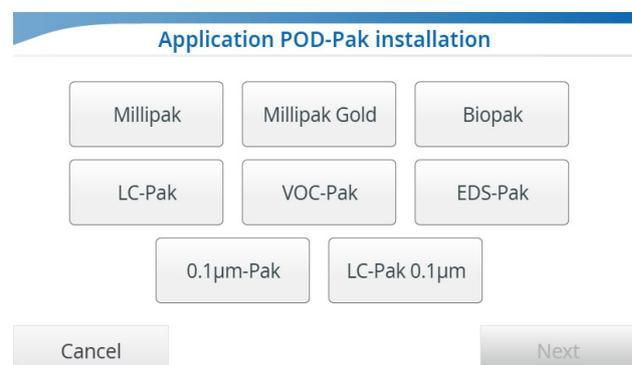 Application POD-Pak installation
Millipak Millipak Gold Biopak
LC-Pak VOC-Pak EDS-Pak
0.1µm-Pak LC-Pak 0.1µm
Cancel Next